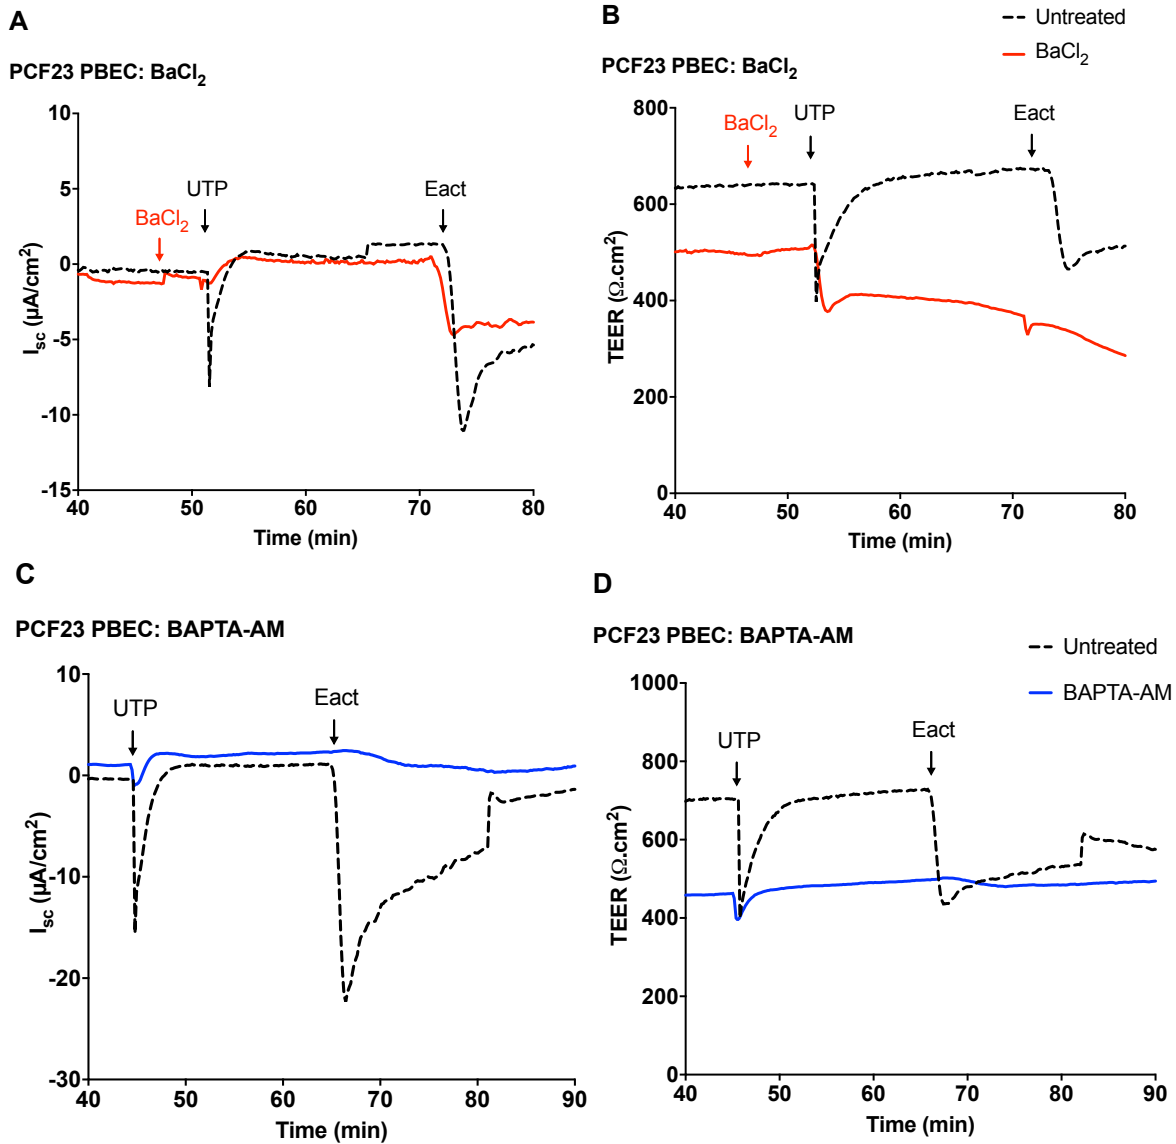 A
PCF23 PBEC: BaCl₂
10
5
0
-5
-10
-15
Isc (µA/cm²)
BaCl₂
UTP
Eact
40
50
60
70
80
Time (min)
B
Untreated
BaCl₂
PCF23 PBEC: BaCl₂
800
600
400
200
0
TEER (Ω.cm²)
BaCl₂
UTP
Eact
40
50
60
70
80
Time (min)
C
PCF23 PBEC: BAPTA-AM
10
0
-10
-20
-30
Isc (µA/cm²)
UTP
Eact
40
50
60
70
80
90
Time (min)
D
PCF23 PBEC: BAPTA-AM
Untreated
BAPTA-AM
1000
800
600
400
200
0
TEER (Ω.cm²)
UTP
Eact
40
50
60
70
80
90
Time (min)